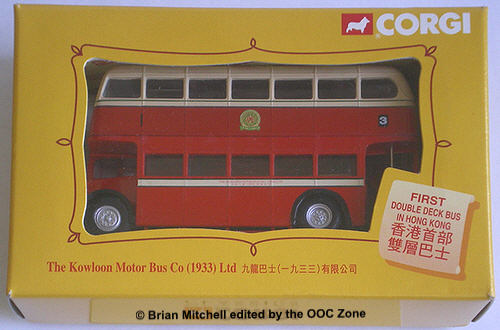 CORGI
3
FIRST
DOUBLE DECK BUS
IN HONG KONG
香港首部
雙層巴士
The Kowloon Motor Bus Co (1933) Ltd 九龍巴士(一九三三)有限公司
© Brian Mitchell edited by the OOC Zone